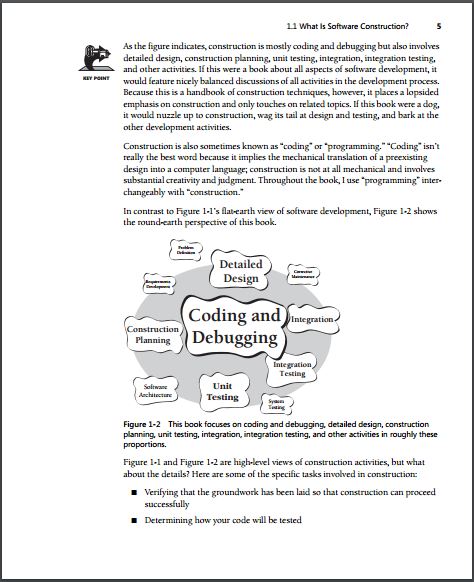 1.1 What Is Software Construction? 5
KEY POINT
As the figure indicates, construction is mostly coding and debugging but also involves
detailed design, construction planning, unit testing, integration, integration testing,
and other activities. If this were a book about all aspects of software development, it
would feature nicely balanced discussions of all activities in the development process.
Because this is a handbook of construction techniques, however, it places a lopsided
emphasis on construction and only touches on related topics. If this book were a dog,
it would nuzzle up to construction, wag its tail at design and testing, and bark at the
other development activities.
Construction is also sometimes known as “coding” or “programming.” “Coding” isn’t
really the best word because it implies the mechanical translation of a preexisting
design into a computer language; construction is not at all mechanical and involves
substantial creativity and judgment. Throughout the book, I use “programming” inter-
changeably with “construction.”
In contrast to Figure 1-1’s flat-earth view of software development, Figure 1-2 shows
the round-earth perspective of this book.
Problem
Definition
Detailed
Design
Corrective
Maintenance
Requirements
Development
Coding and
Debugging
Integration
Construction
Planning
Integration
Testing
Software
Architecture
Unit
Testing
System
Testing
Figure 1-2 This book focuses on coding and debugging, detailed design, construction
planning, unit testing, integration, integration testing, and other activities in roughly these
proportions.
Figure 1-1 and Figure 1-2 are high-level views of construction activities, but what
about the details? Here are some of the specific tasks involved in construction:
■ Verifying that the groundwork has been laid so that construction can proceed
successfully
■ Determining how your code will be tested